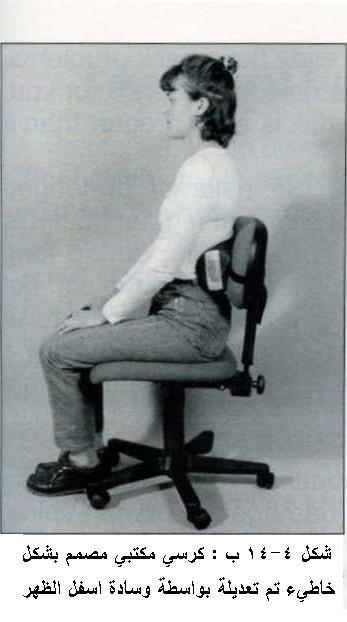 شكل ٤-١٤ ب : كرسي مكتبي مصمم بشكل
خاطيء تم تعديلة بواسطة وسادة اسفل الظهر